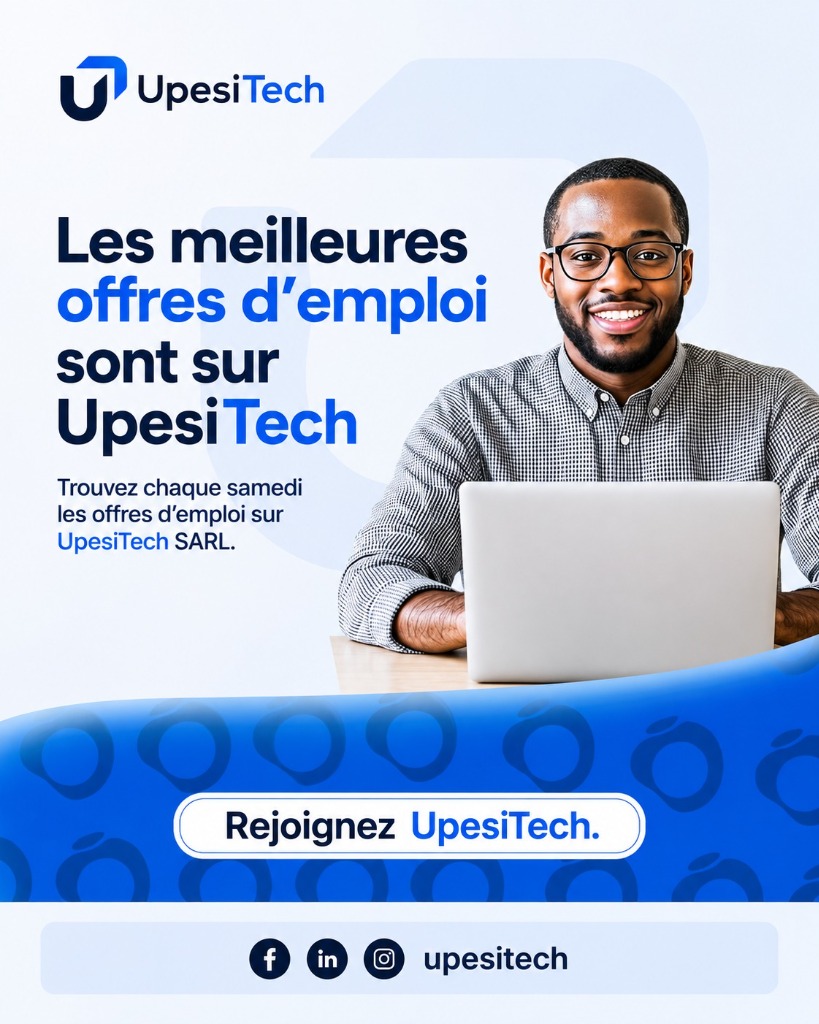 UpesiTech
Les meilleures
offres d’emploi
sont sur
UpesiTech
Trouvez chaque samedi
les offres d’emploi sur
UpesiTech SARL.
Rejoignez UpesiTech.
upesitech